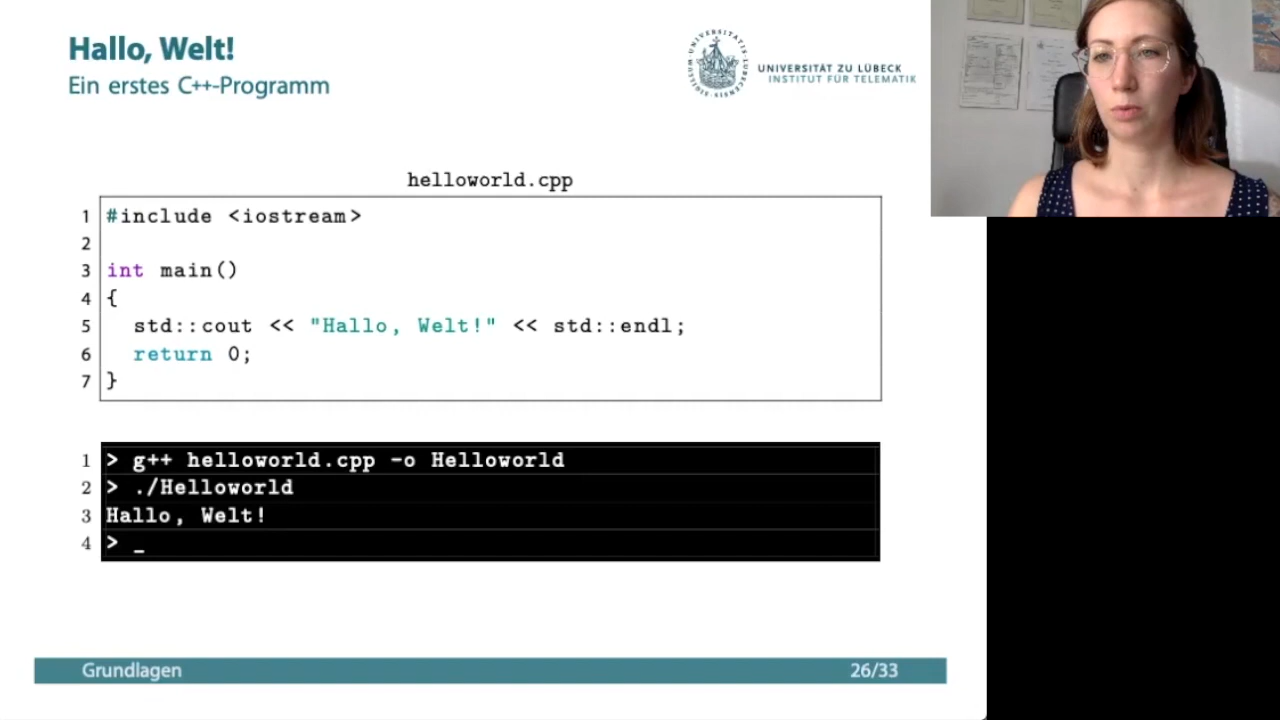 Hallo, Welt!
Ein erstes C++-Programm
UNIVERSITÄT ZU LÜBECK
INSTITUT FÜR TELEMATIK
helloworld.cpp
1 #include <iostream>
2
3 int main()
4 {
5 std::cout << "Hallo, Welt!" << std::endl;
6 return 0;
7 }
1 > g++ helloworld.cpp -o Helloworld
2 > ./Helloworld
3 Hallo, Welt!
4 > _
Grundlagen 26/33